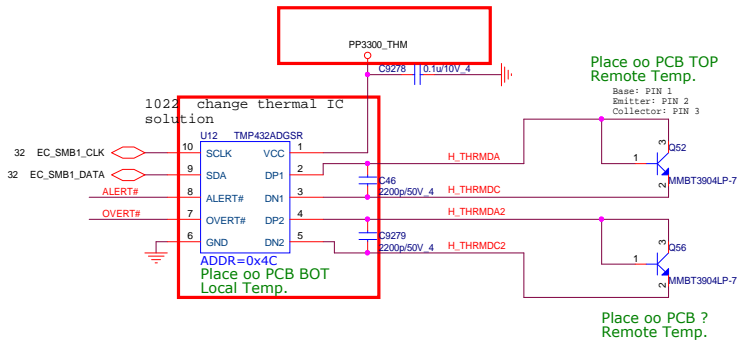 PP3300_THM
C9278 0.1u/10V_4
Place oo PCB TOP
Remote Temp.
Base: PIN 1
Emitter: PIN 2
Collector: PIN 3
1022 change thermal IC
solution
U12 TMP432ADGSR
32 EC_SMB1_CLK 10 SCLK VCC 1
32 EC_SMB1_DATA 9 SDA DP1 2 H_THRMDA
ALERT# 8 ALERT# DN1 3 H_THRMDC
OVERT# 7 OVERT# DP2 4 H_THRMDA2
6 GND DN2 5 H_THRMDC2
C46
2200p/50V_4
C9279
2200p/50V_4
3 Q52
1
2 MMBT3904LP-7
3 Q56
1
2 MMBT3904LP-7
ADDR=0x4C
Place oo PCB BOT
Local Temp.
Place oo PCB ?
Remote Temp.